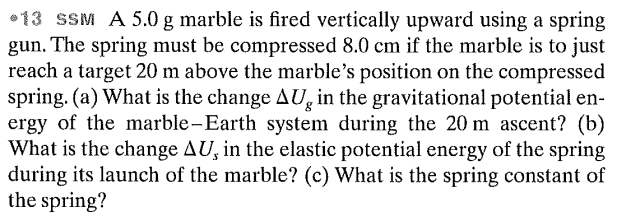 •13 SSM A 5.0 g marble is fired vertically upward using a spring
gun. The spring must be compressed 8.0 cm if the marble is to just
reach a target 20 m above the marble's position on the compressed
spring. (a) What is the change ΔU_g in the gravitational potential en-
ergy of the marble–Earth system during the 20 m ascent? (b)
What is the change ΔU_s in the elastic potential energy of the spring
during its launch of the marble? (c) What is the spring constant of
the spring?